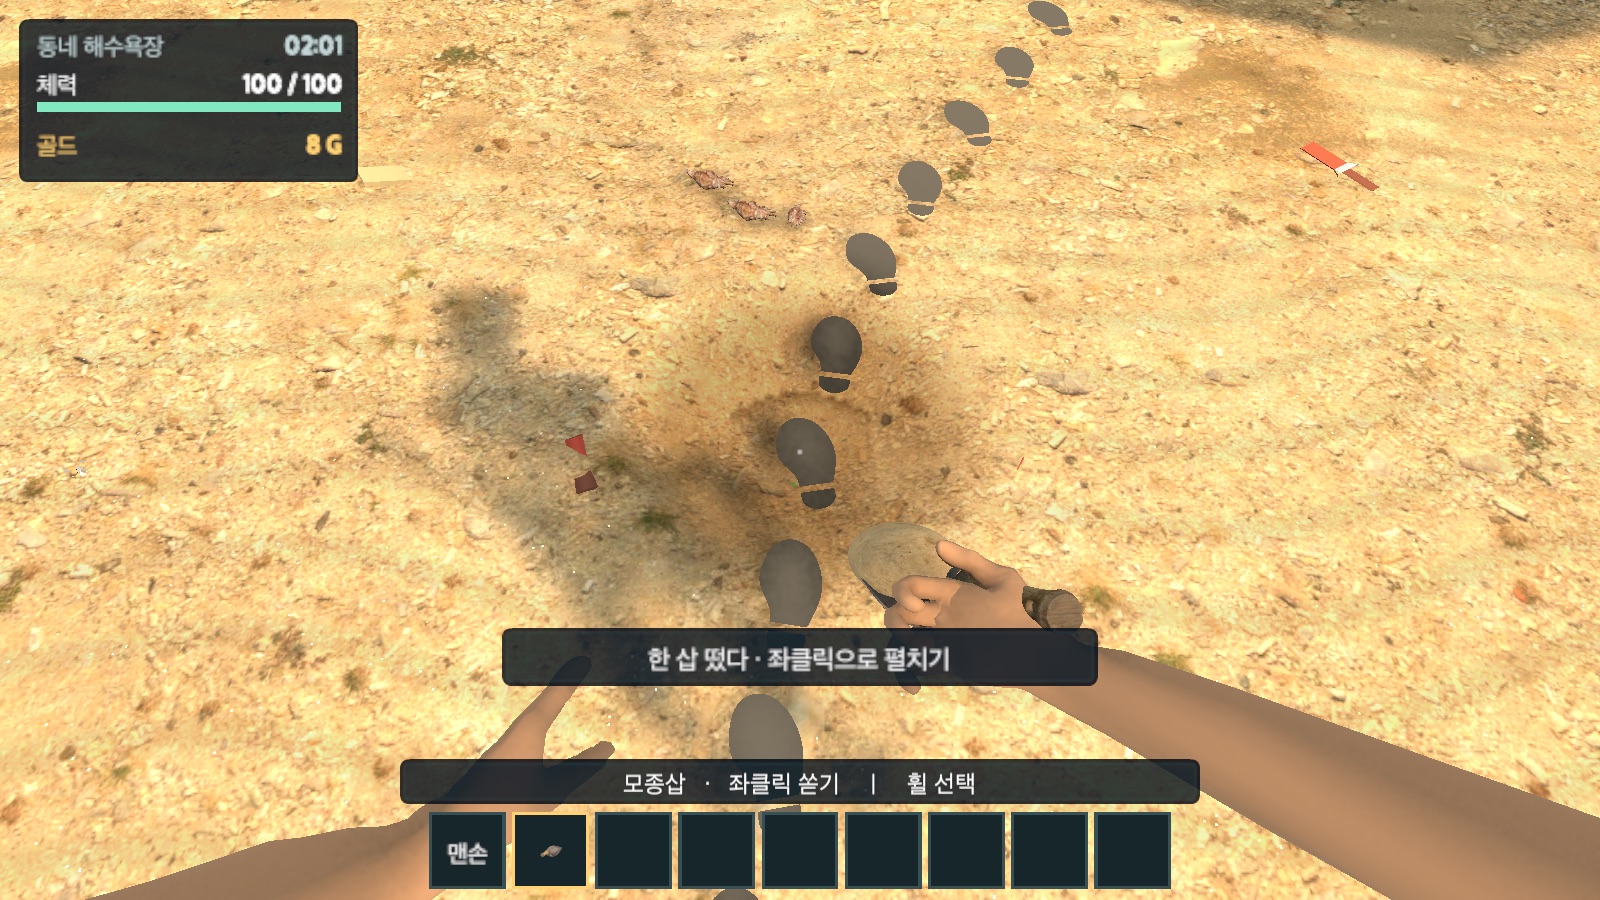 동네 해수욕장 02:01
체력 100 / 100
골드 8 G
한 삽 떴다 · 좌클릭으로 펼치기
모종삽 · 좌클릭 쏟기 | 휠 선택
맨손